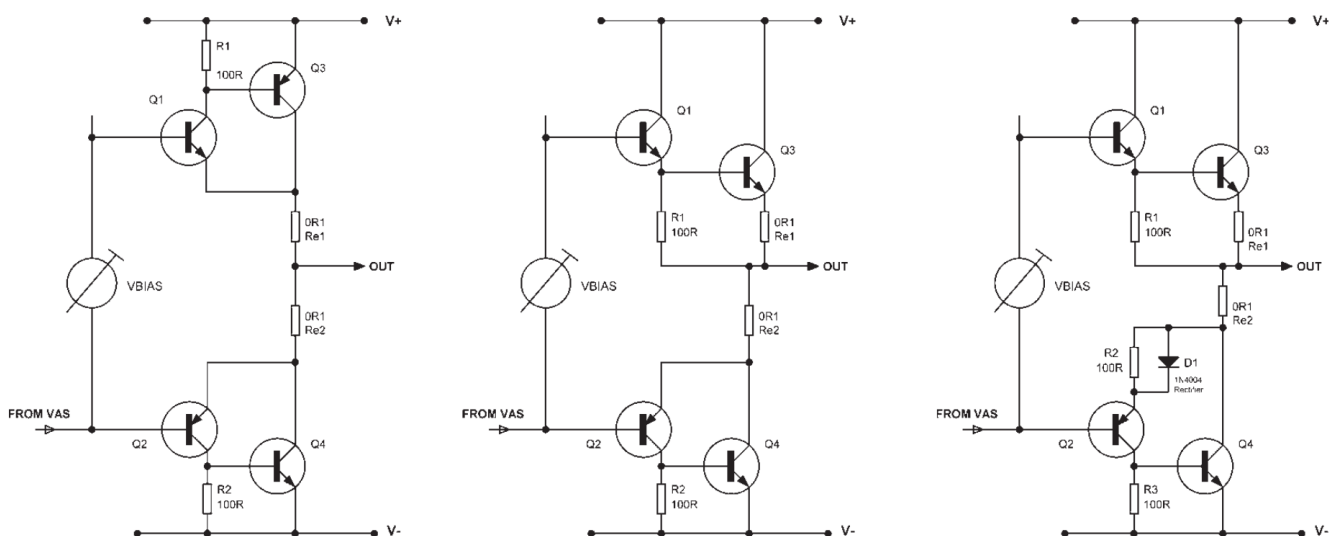 V+
R1
100R
Q3
Q1
0R1
Re1
OUT
VBIAS
0R1
Re2
FROM VAS
Q2
Q4
R2
100R
V-
V+
Q1
Q3
R1
100R
0R1
Re1
OUT
VBIAS
0R1
Re2
FROM VAS
Q2
Q4
R2
100R
V-
V+
Q1
Q3
R1
100R
0R1
Re1
OUT
VBIAS
0R1
Re2
R2
100R
D1
1N4004
Rectifier
FROM VAS
Q2
Q4
R3
100R
V-